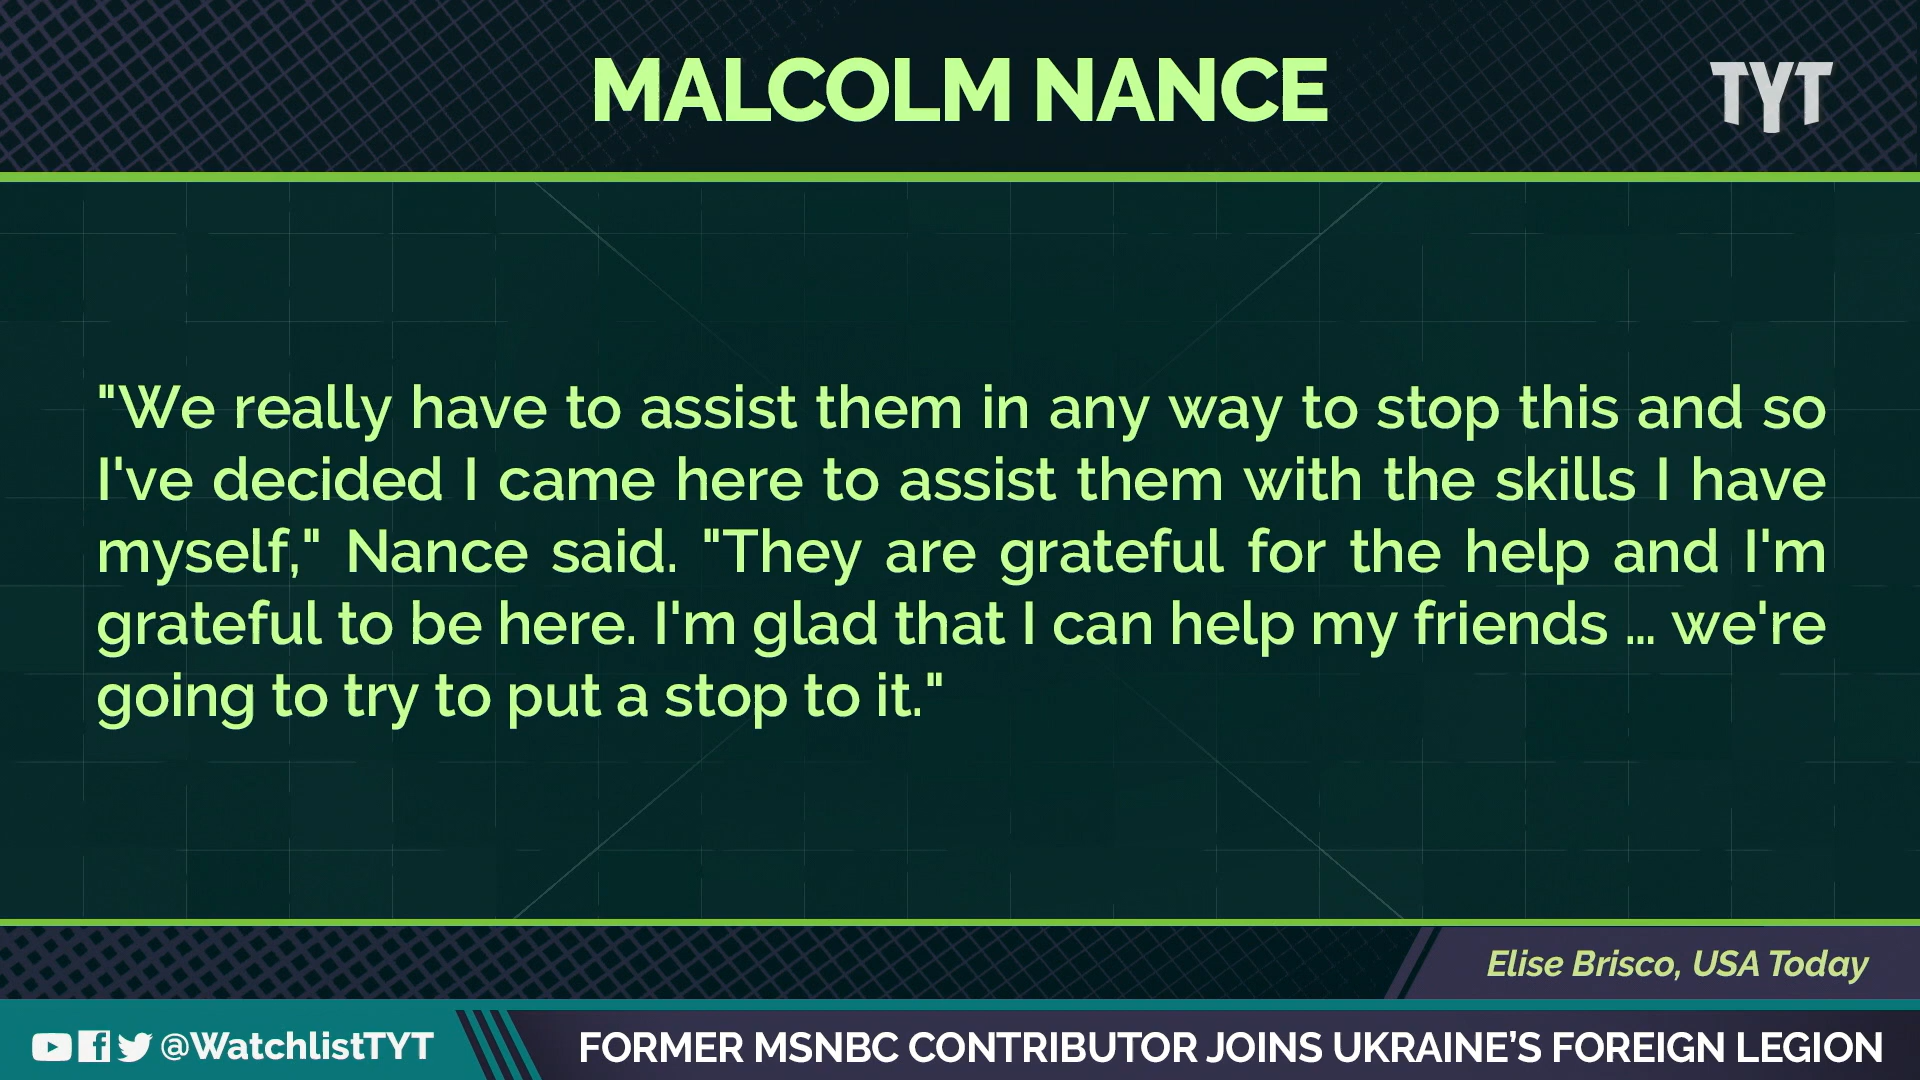 MALCOLM NANCE
TYT
"We really have to assist them in any way to stop this and so
I've decided I came here to assist them with the skills I have
myself," Nance said. "They are grateful for the help and I'm
grateful to be here. I'm glad that I can help my friends ... we're
going to try to put a stop to it."
Elise Brisco, USA Today
@WatchlistTYT
FORMER MSNBC CONTRIBUTOR JOINS UKRAINE'S FOREIGN LEGION